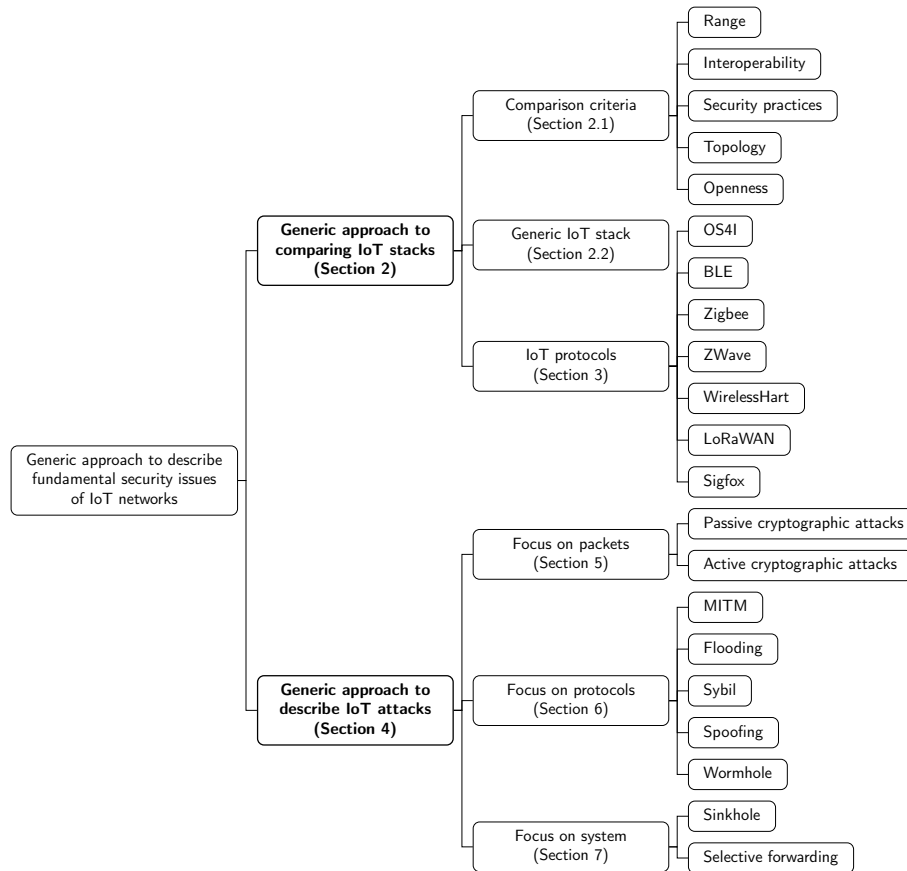 Generic approach to describe
fundamental security issues
of IoT networks
Generic approach to
comparing IoT stacks
(Section 2)
Comparison criteria
(Section 2.1)
Range
Interoperability
Security practices
Topology
Openness
Generic IoT stack
(Section 2.2)
IoT protocols
(Section 3)
OS4I
BLE
Zigbee
ZWave
WirelessHart
LoRaWAN
Sigfox
Generic approach to
describe IoT attacks
(Section 4)
Focus on packets
(Section 5)
Passive cryptographic attacks
Active cryptographic attacks
Focus on protocols
(Section 6)
MITM
Flooding
Sybil
Spoofing
Wormhole
Focus on system
(Section 7)
Sinkhole
Selective forwarding